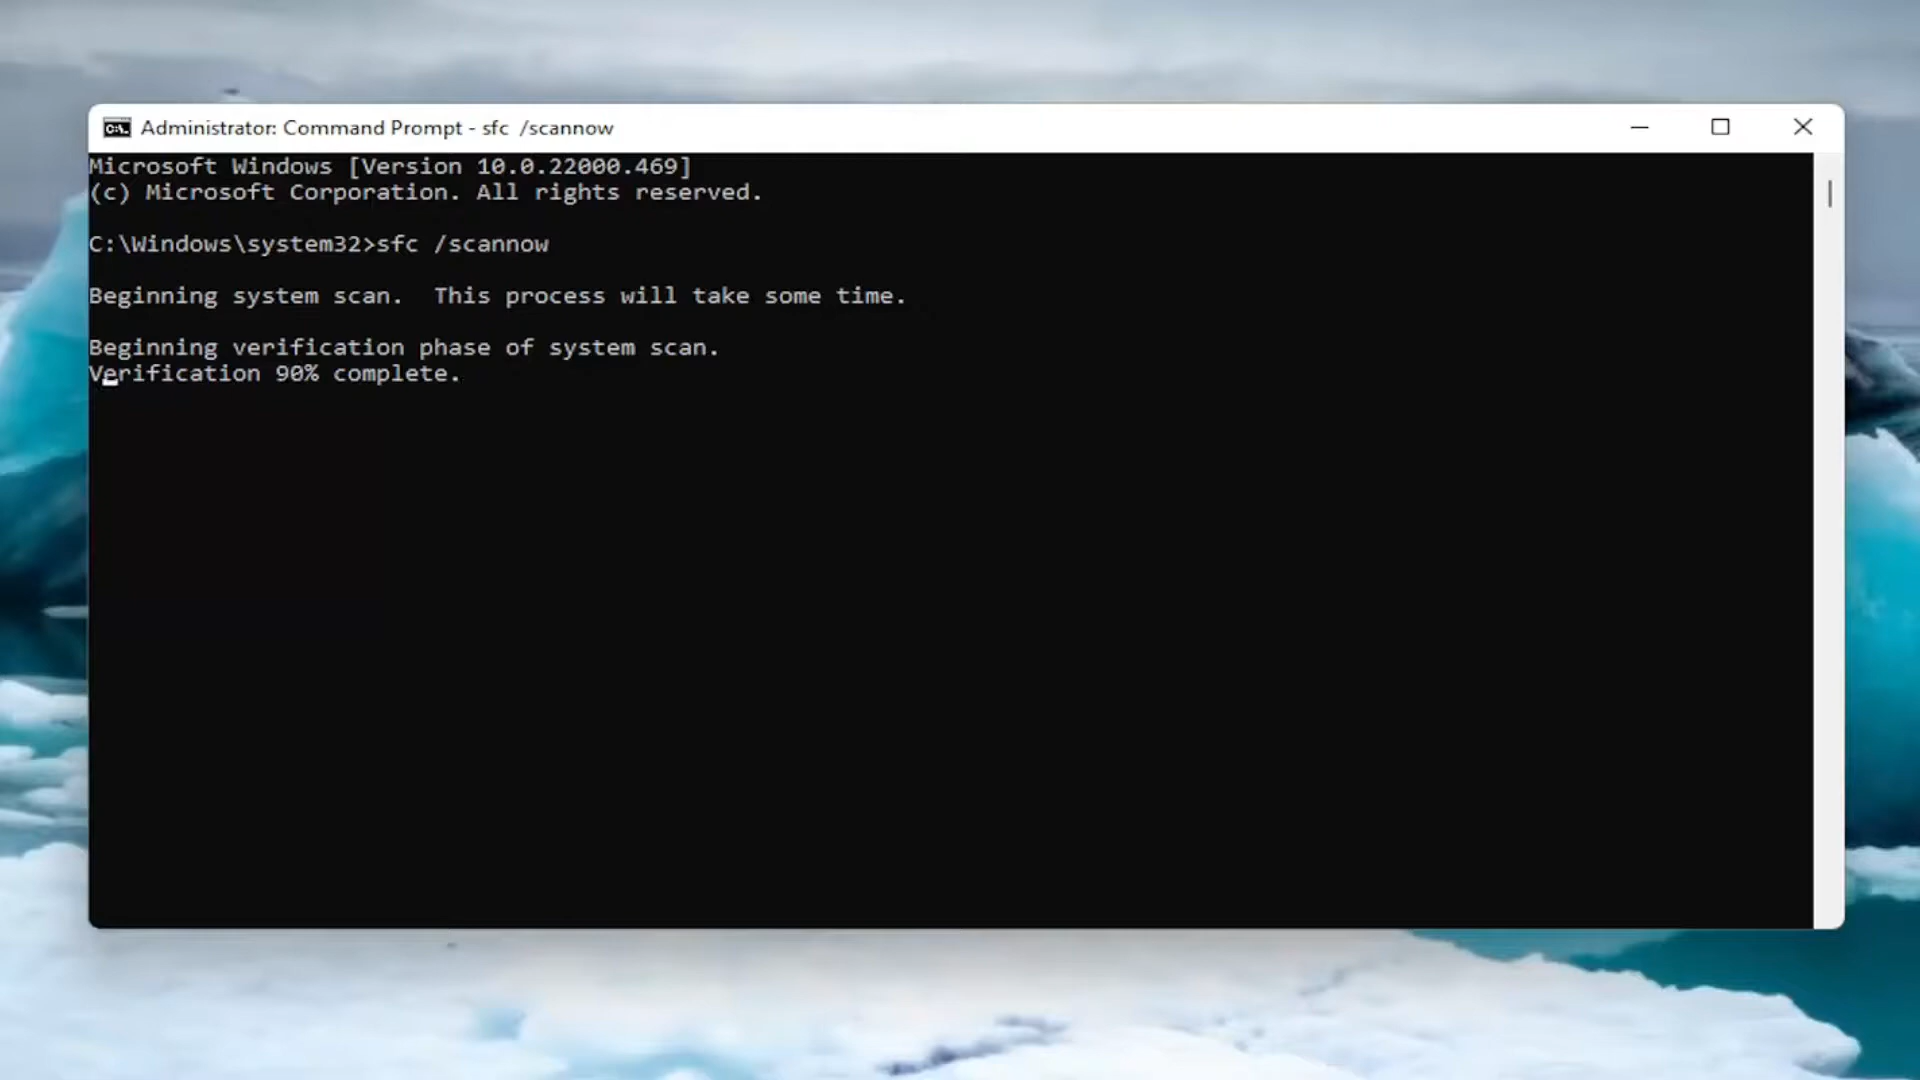 Administrator: Command Prompt - sfc  /scannow
Microsoft Windows [Version 10.0.22000.469]
(c) Microsoft Corporation. All rights reserved.
C:\Windows\system32>sfc /scannow
Beginning system scan.  This process will take some time.
Beginning verification phase of system scan.
Verification 90% complete.